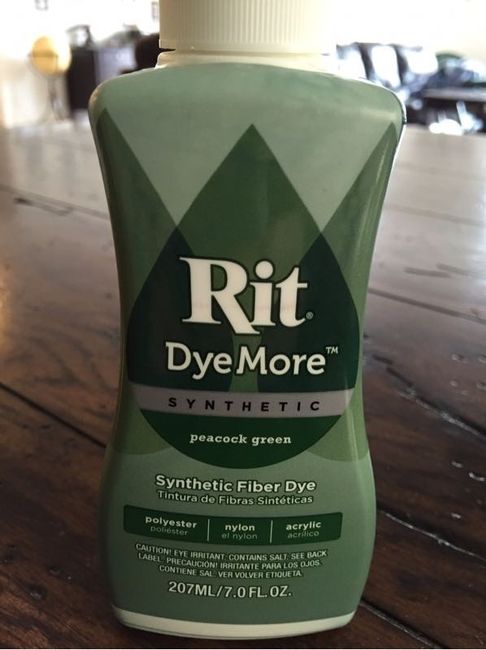 Rit®
DyeMore™
SYNTHETIC
peacock green
Synthetic Fiber Dye
Tintura de Fibras Sintéticas
polyester nylon acrylic
poliéster el nylon acrílico
CAUTION! EYE IRRITANT. CONTAINS SALT. SEE BACK
LABEL. PRECAUCIÓN! IRRITANTE PARA LOS OJOS.
CONTIENE SAL. VER VOLVER ETIQUETA.
207ML/7.0 FL.OZ.